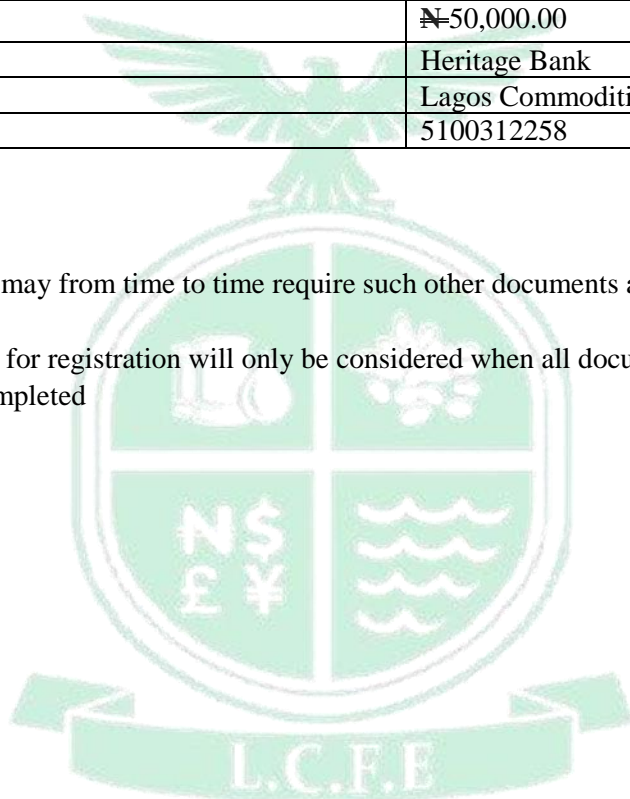 ₦50,000.00
Heritage Bank
Lagos Commoditi
5100312258
may from time to time require such other documents a
for registration will only be considered when all docu
mpleted
N$
£ ¥
L.C.F.E